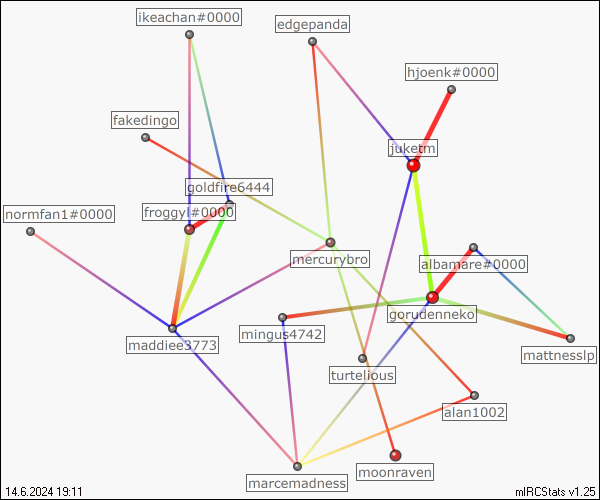 ikeachan#0000
edgepanda
hjoenk#0000
fakedingo
juketm
goldfire6444
normfan1#0000
froggyl#0000
mercurybro
albamare#0000
gorudenneko
mingus4742
maddiee3773
mattnesslp
turtelious
alan1002
moonraven
marcemadness
14.6.2024 19:11
mIRCStats v1.25